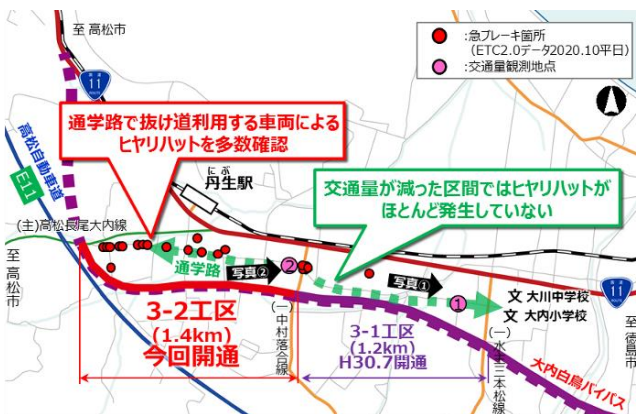 至 高松市
国道
11
:急ブレーキ箇所
(ETC2.0データ2020.10平日)
:交通量観測地点
通学路で抜け道利用する車両による
ヒヤリハットを多数確認
高松自動車道
E11
にぶ
丹生駅
交通量が減った区間ではヒヤリハットが
ほとんど発生していない
(主)高松長尾大内線
至 高松市
通学路
写真②
②
写真①
①
文 大川中学校
文 大内小学校
11
至 徳島市
3-2工区
(1.4km)
今回開通
(一)中村落合線
3-1工区
(1.2km)
H30.7開通
(一)水主三本松線
大内白鳥バイパス